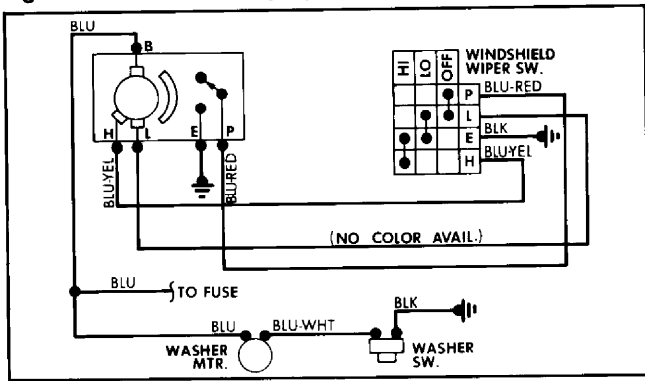 BLU
B
H
L
E
P
BLU-YEL
BLU-RED
HI
LO
OFF
WINDSHIELD
WIPER SW.
P
BLU-RED
L
E
BLK
H
BLU-YEL
(NO COLOR AVAIL.)
BLU
TO FUSE
BLU
BLU-WHT
BLK
WASHER
MTR.
WASHER
SW.